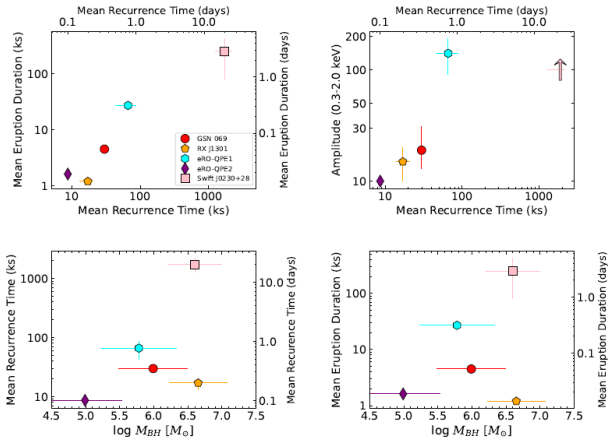 Mean Recurrence Time (days)
0.1 1.0 10.0
Mean Eruption Duration (ks)
100
10
1
Mean Eruption Duration (days)
1.0
0.1
GSN 069
RX J1301
eRO-QPE1
eRO-QPE2
Swift J0230+28
10 100 1000
Mean Recurrence Time (ks)
Mean Recurrence Time (days)
0.1 1.0 10.0
Amplitude (0.3-2.0 keV)
200
100
60
30
15
10
10 100 1000
Mean Recurrence Time (ks)
Mean Recurrence Time (ks)
1000
100
10
Mean Recurrence Time (days)
10.0
1.0
0.1
4.5 5.0 5.5 6.0 6.5 7.0 7.5
log M_BH [M_⊙]
Mean Eruption Duration (ks)
100
10
1
Mean Eruption Duration (days)
1.0
0.1
4.5 5.0 5.5 6.0 6.5 7.0 7.5
log M_BH [M_⊙]